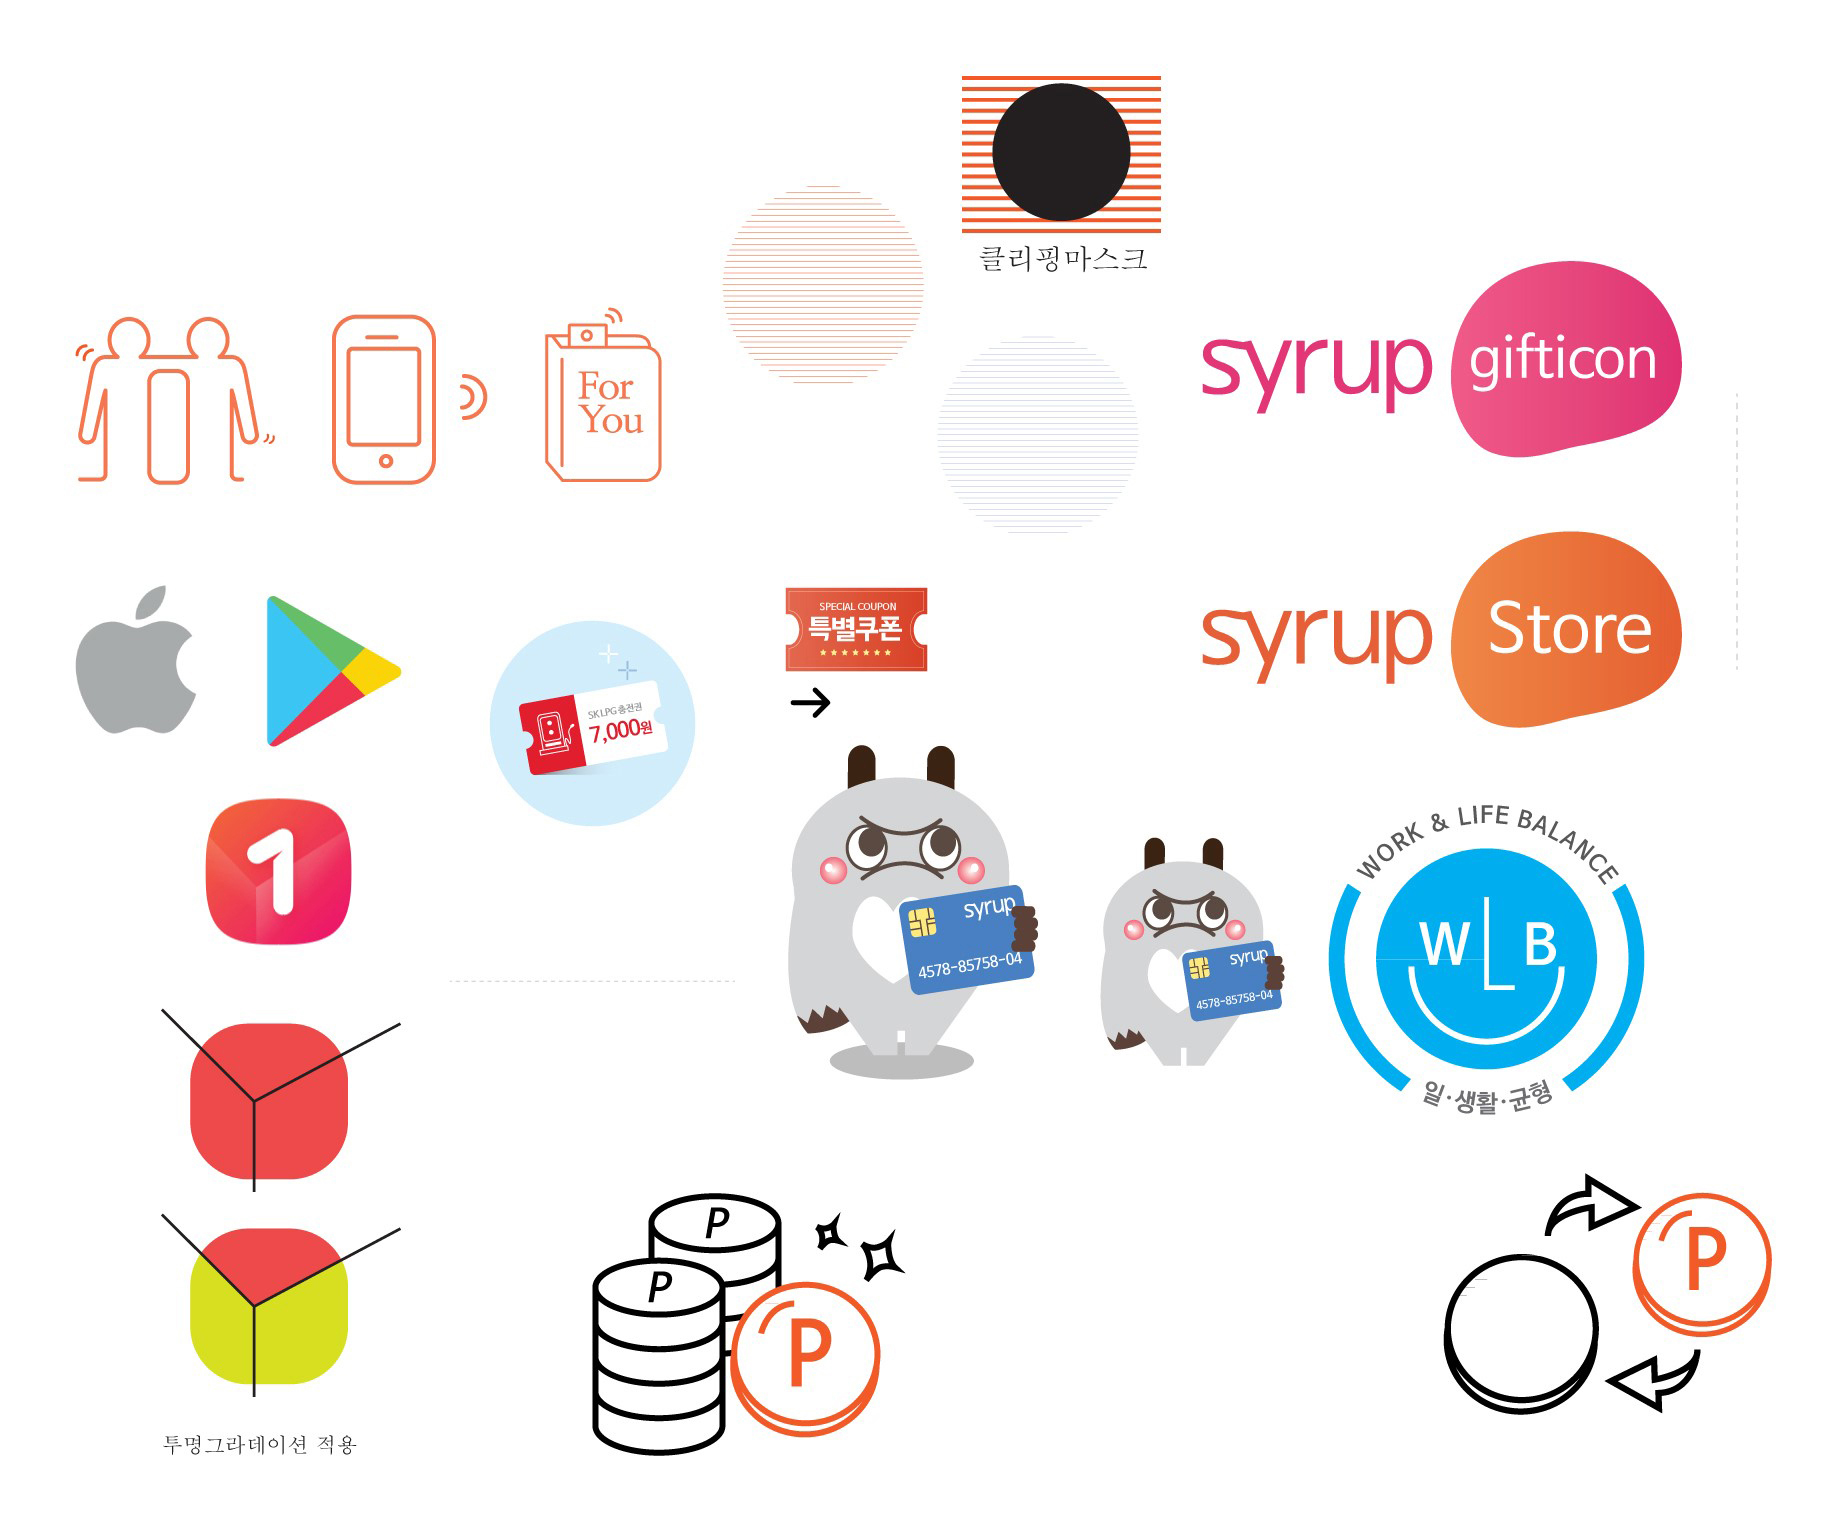 클리핑마스크
syrup gifticon
For
You
SPECIAL COUPON
특별쿠폰
syrup Store
SK LPG 충전권
7,000원
1
syrup
4578-85758-04
syrup
4578-85758-04
WORK & LIFE BALANCE
W L B
일·생활·균형
P
P
P
P
투명그라데이션 적용